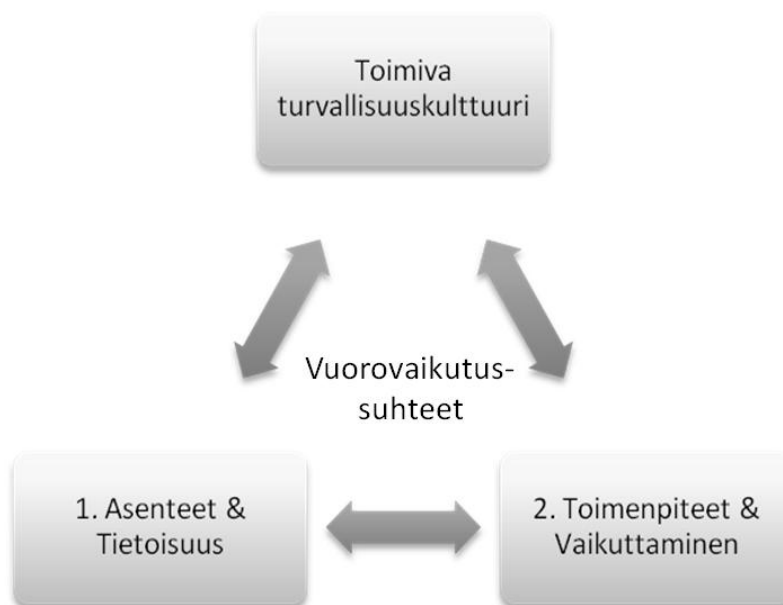 Toimiva
turvallisuuskulttuuri
Vuorovaikutus-
suhteet
1. Asenteet &
Tietoisuus
2. Toimenpiteet &
Vaikuttaminen